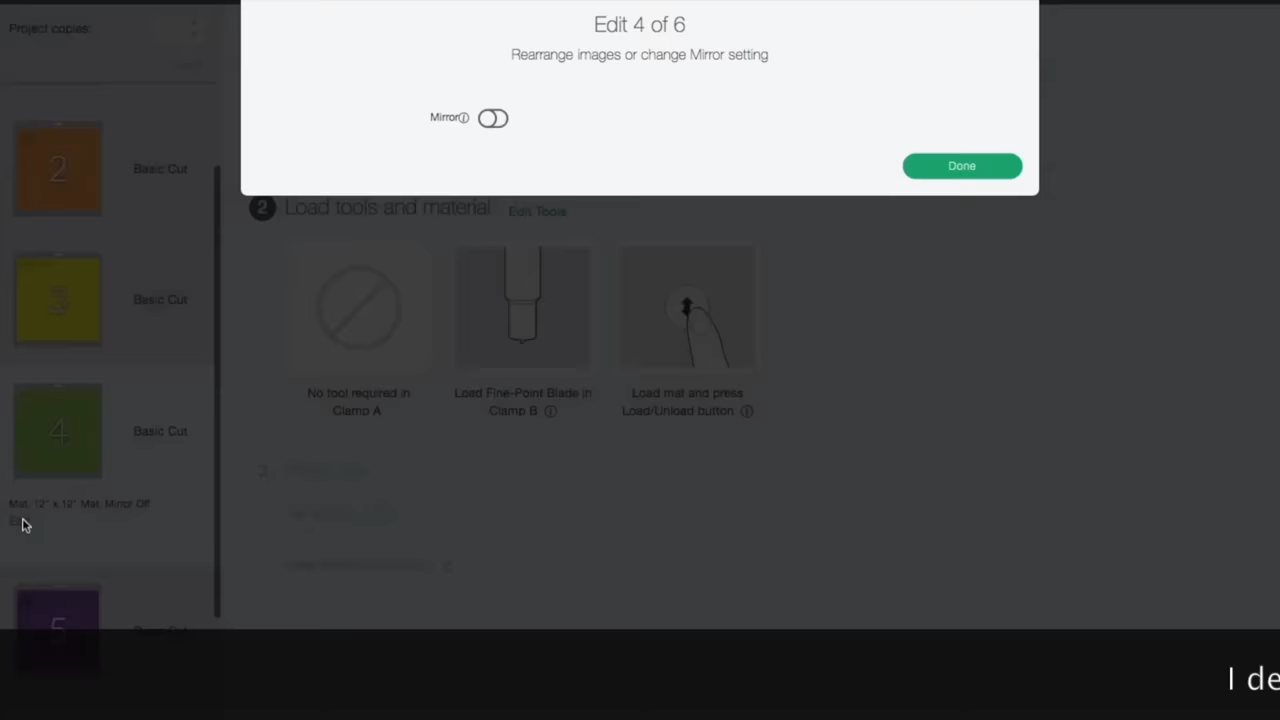 Edit 4 of 6
Rearrange images or change Mirror setting
Mirror
Done
Project copies:
2 Basic Cut
3 Basic Cut
4 Basic Cut
Mat, 12" x 12" Mat, Mirror Off
5
2 Load tools and material Edit Tools
No tool required in
Clamp A
Load Fine-Point Blade in
Clamp B
Load mat and press
Load/Unload button
I de